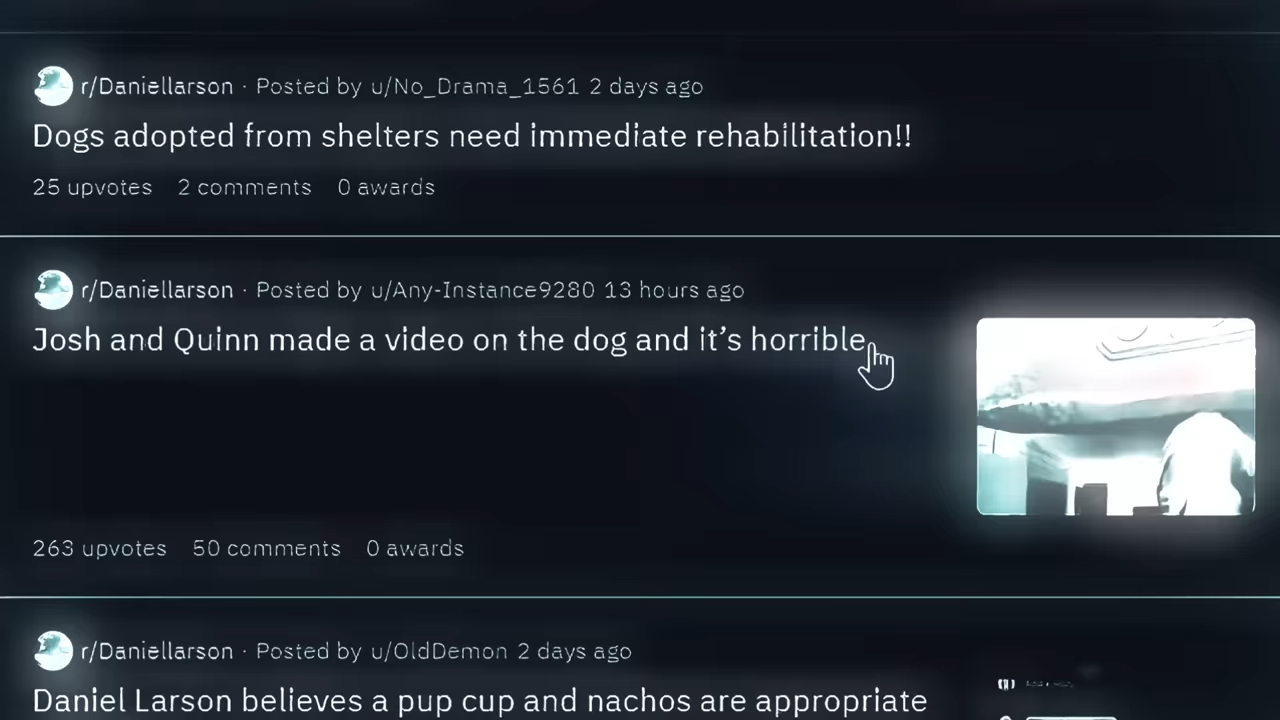 r/Daniellarson · Posted by u/No_Drama_1561 2 days ago
Dogs adopted from shelters need immediate rehabilitation!!
25 upvotes 2 comments 0 awards
r/Daniellarson · Posted by u/Any-Instance9280 13 hours ago
Josh and Quinn made a video on the dog and it’s horrible
263 upvotes 50 comments 0 awards
r/Daniellarson · Posted by u/OldDemon 2 days ago
Daniel Larson believes a pup cup and nachos are appropriate